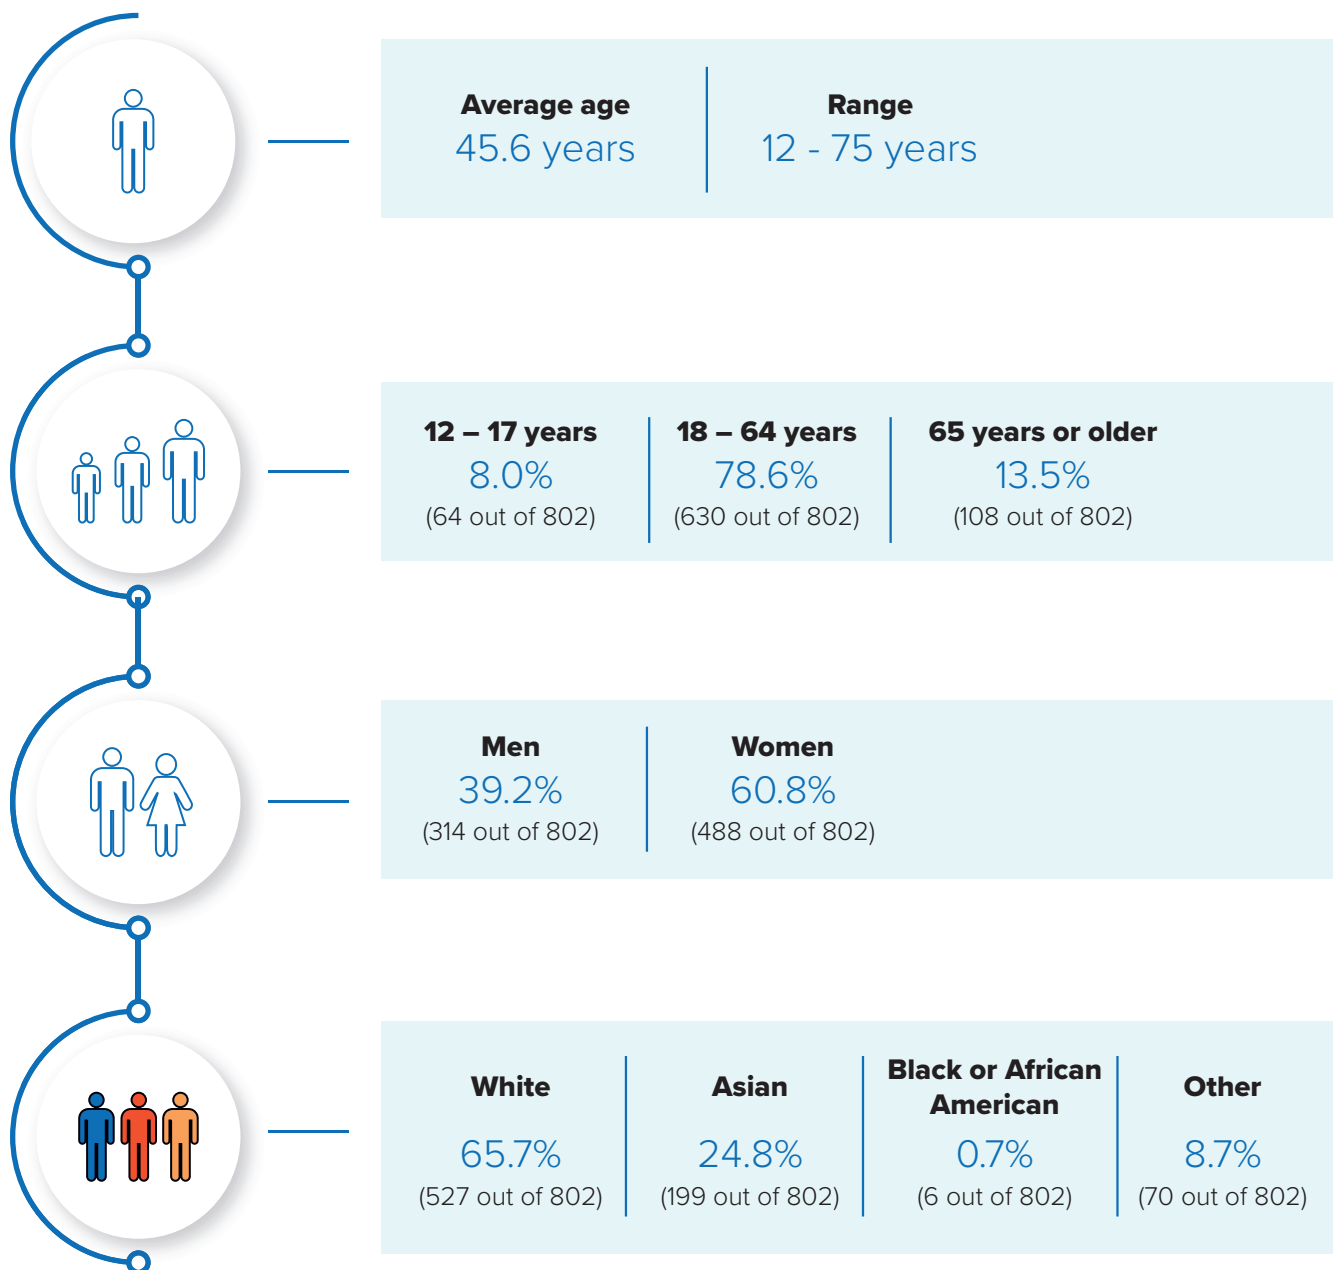 Average age
45.6 years
Range
12 - 75 years
12 – 17 years
8.0%
(64 out of 802)
18 – 64 years
78.6%
(630 out of 802)
65 years or older
13.5%
(108 out of 802)
Men
39.2%
(314 out of 802)
Women
60.8%
(488 out of 802)
White
65.7%
(527 out of 802)
Asian
24.8%
(199 out of 802)
Black or African
American
0.7%
(6 out of 802)
Other
8.7%
(70 out of 802)